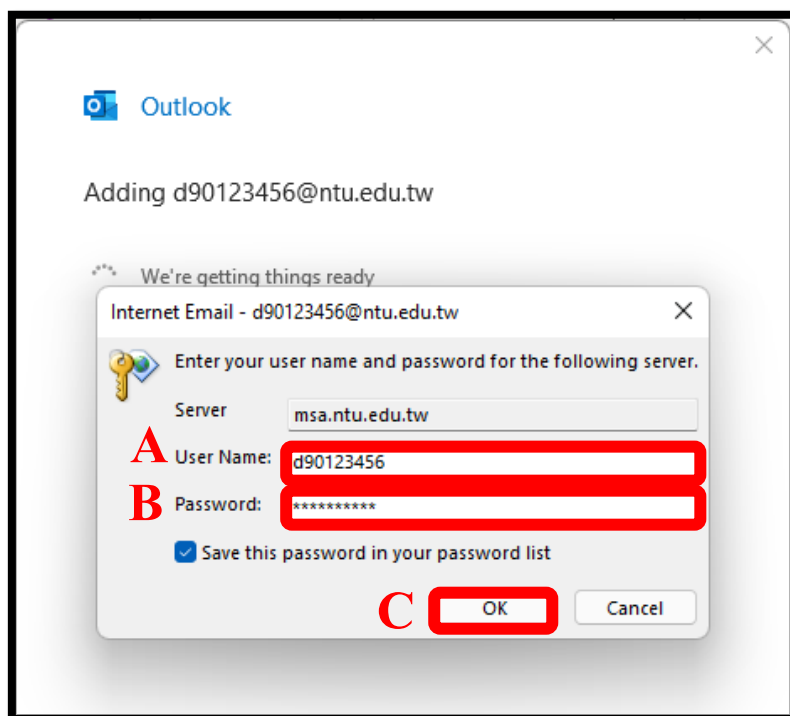 Outlook
Adding d90123456@ntu.edu.tw
We're getting things ready
Internet Email - d90123456@ntu.edu.tw
Enter your user name and password for the following server.
Server msa.ntu.edu.tw
A User Name: d90123456
B Password: **********
Save this password in your password list
C OK Cancel